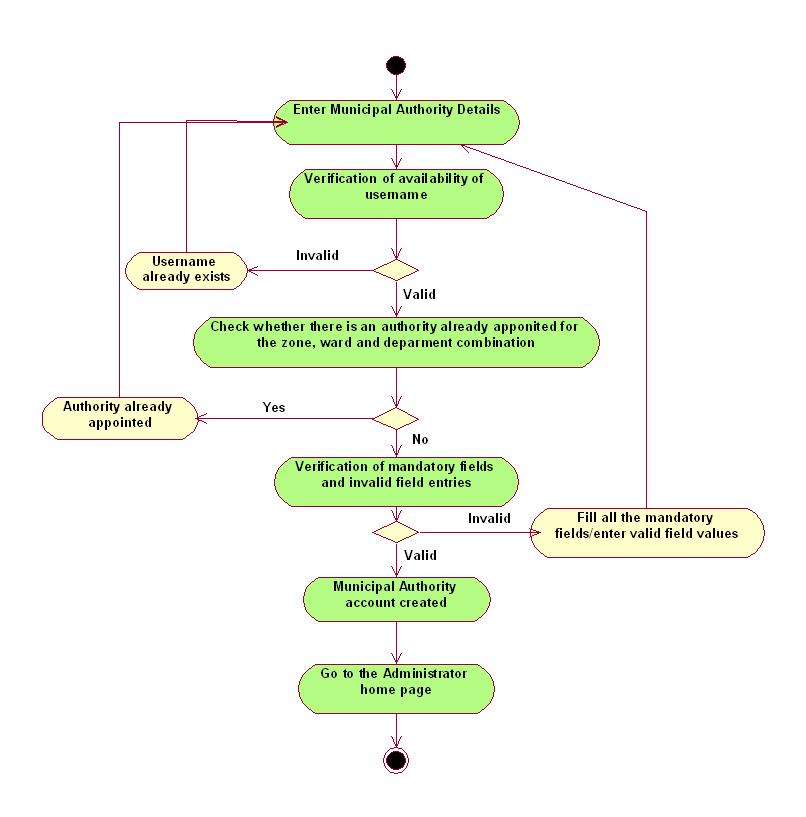 Enter Municipal Authority Details
Verification of availability of
username
Invalid
Username
already exists
Valid
Check whether there is an authority already apponited for
the zone, ward and deparment combination
Yes
Authority already
appointed
No
Verification of mandatory fields
and invalid field entries
Invalid
Fill all the mandatory
fields/enter valid field values
Valid
Municipal Authority
account created
Go to the Administrator
home page